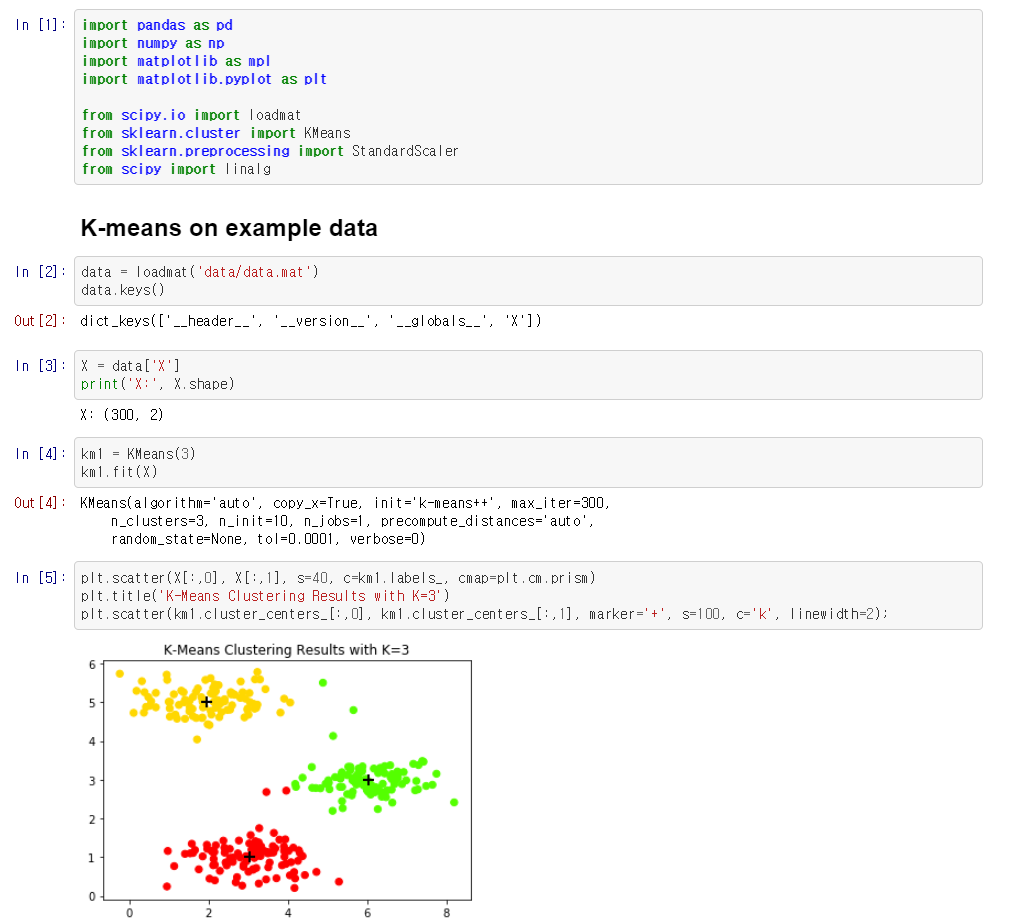 In [1]:
import pandas as pd
import numpy as np
import matplotlib as mpl
import matplotlib.pyplot as plt
from scipy.io import loadmat
from sklearn.cluster import KMeans
from sklearn.preprocessing import StandardScaler
from scipy import linalg
K-means on example data
In [2]:
data = loadmat('data/data.mat')
data.keys()
Out[2]:
dict_keys(['__header__', '__version__', '__globals__', 'X'])
In [3]:
X = data['X']
print('X:', X.shape)
X: (300, 2)
In [4]:
km1 = KMeans(3)
km1.fit(X)
Out[4]:
KMeans(algorithm='auto', copy_x=True, init='k-means++', max_iter=300,
n_clusters=3, n_init=10, n_jobs=1, precompute_distances='auto',
random_state=None, tol=0.0001, verbose=0)
In [5]:
plt.scatter(X[:,0], X[:,1], s=40, c=km1.labels_, cmap=plt.cm.prism)
plt.title('K-Means Clustering Results with K=3')
plt.scatter(km1.cluster_centers_[:,0], km1.cluster_centers_[:,1], marker='+', s=100, c='k', linewidth=2);
K-Means Clustering Results with K=3
6
5
4
3
2
1
0
0 2 4 6 8